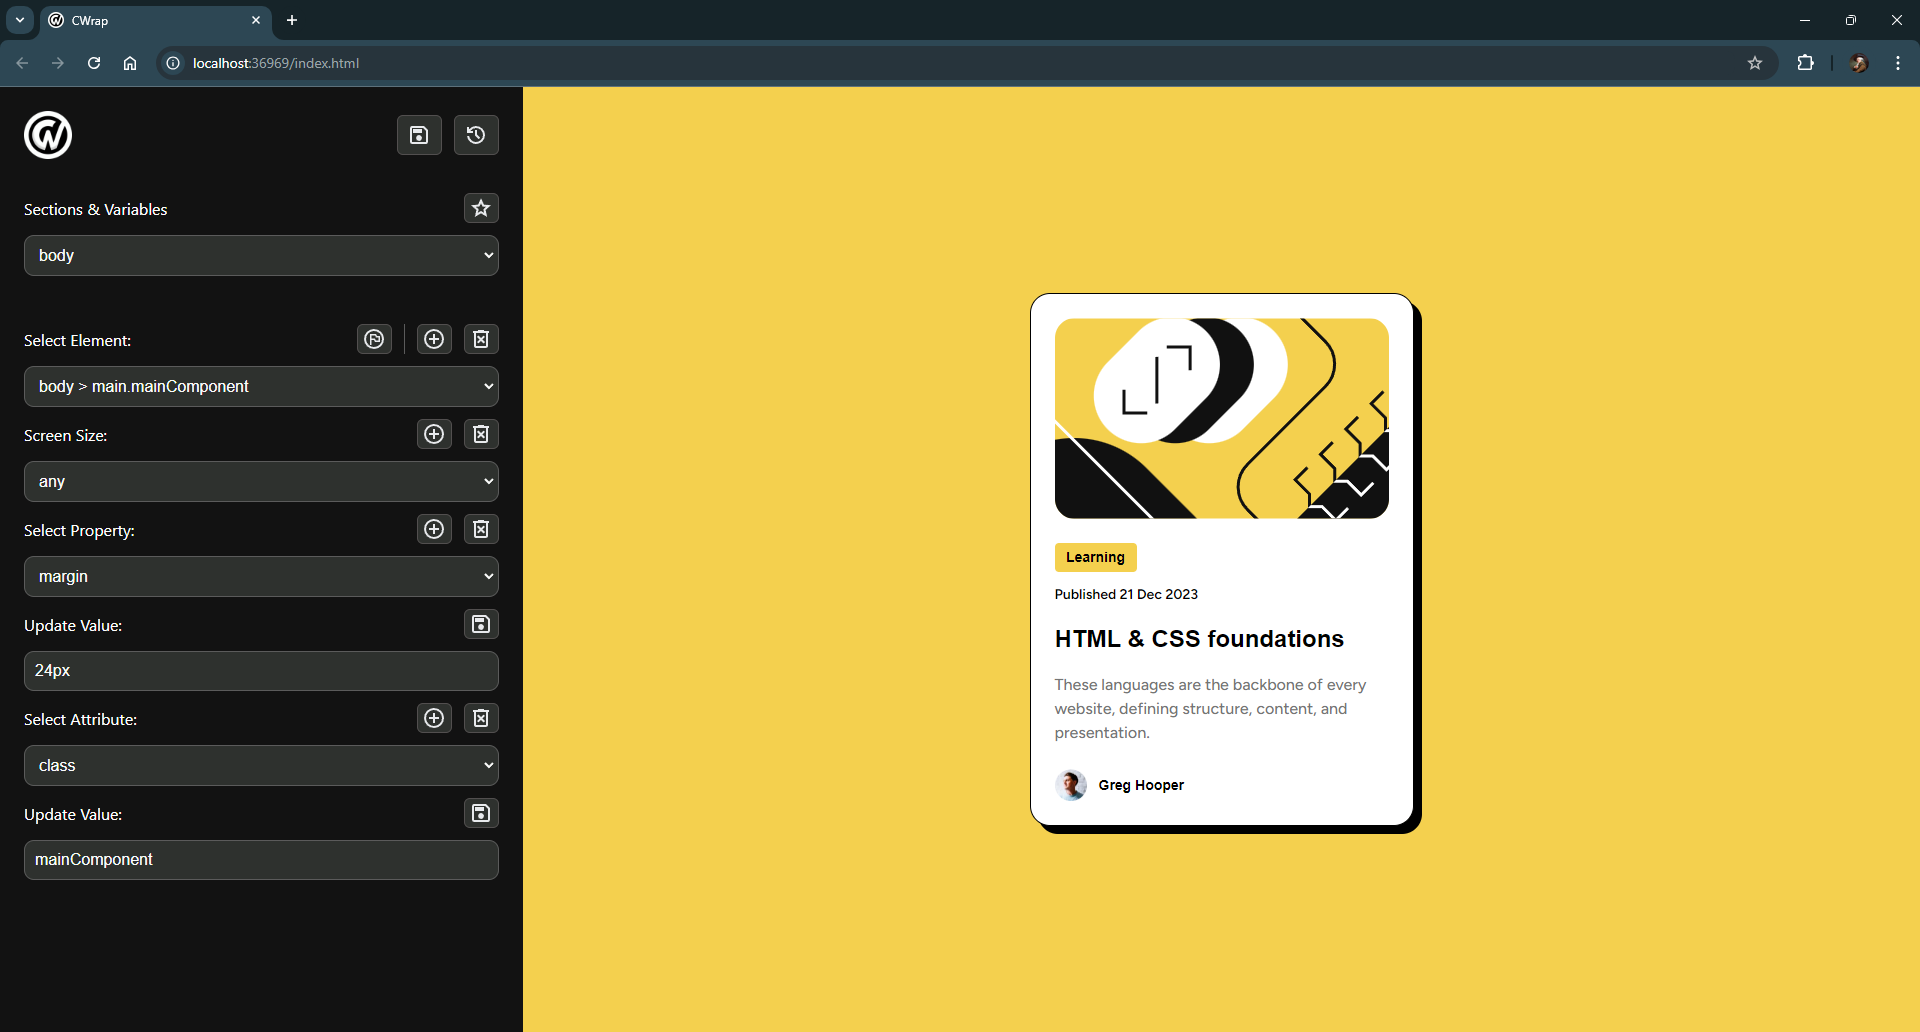 CWrap
localhost:36969/index.html
Sections & Variables
body
Select Element:
body > main.mainComponent
Screen Size:
any
Select Property:
margin
Update Value:
24px
Select Attribute:
class
Update Value:
mainComponent
Learning
Published 21 Dec 2023
HTML & CSS foundations
These languages are the backbone of every
website, defining structure, content, and
presentation.
Greg Hooper